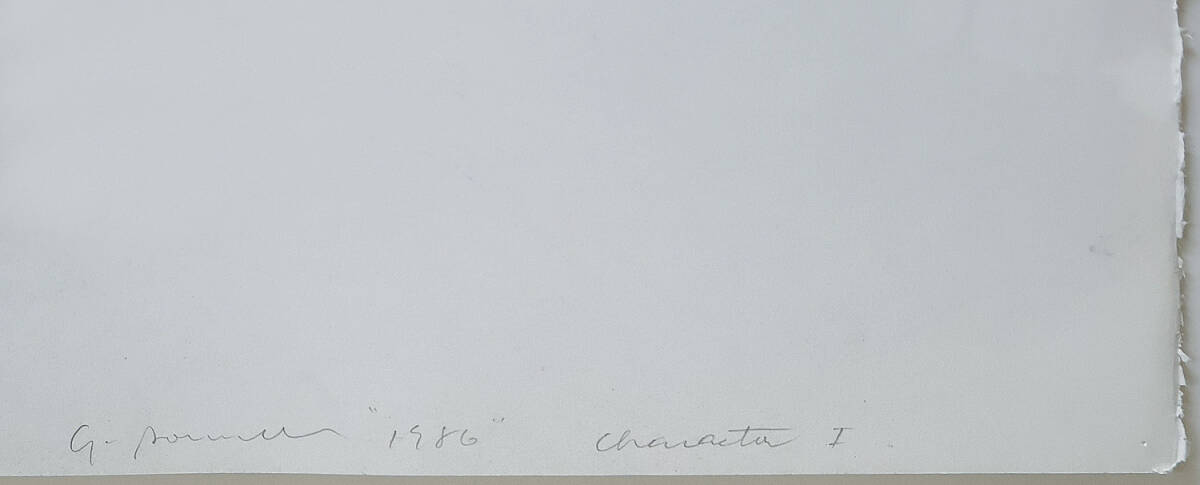 G. "1986" Character I.